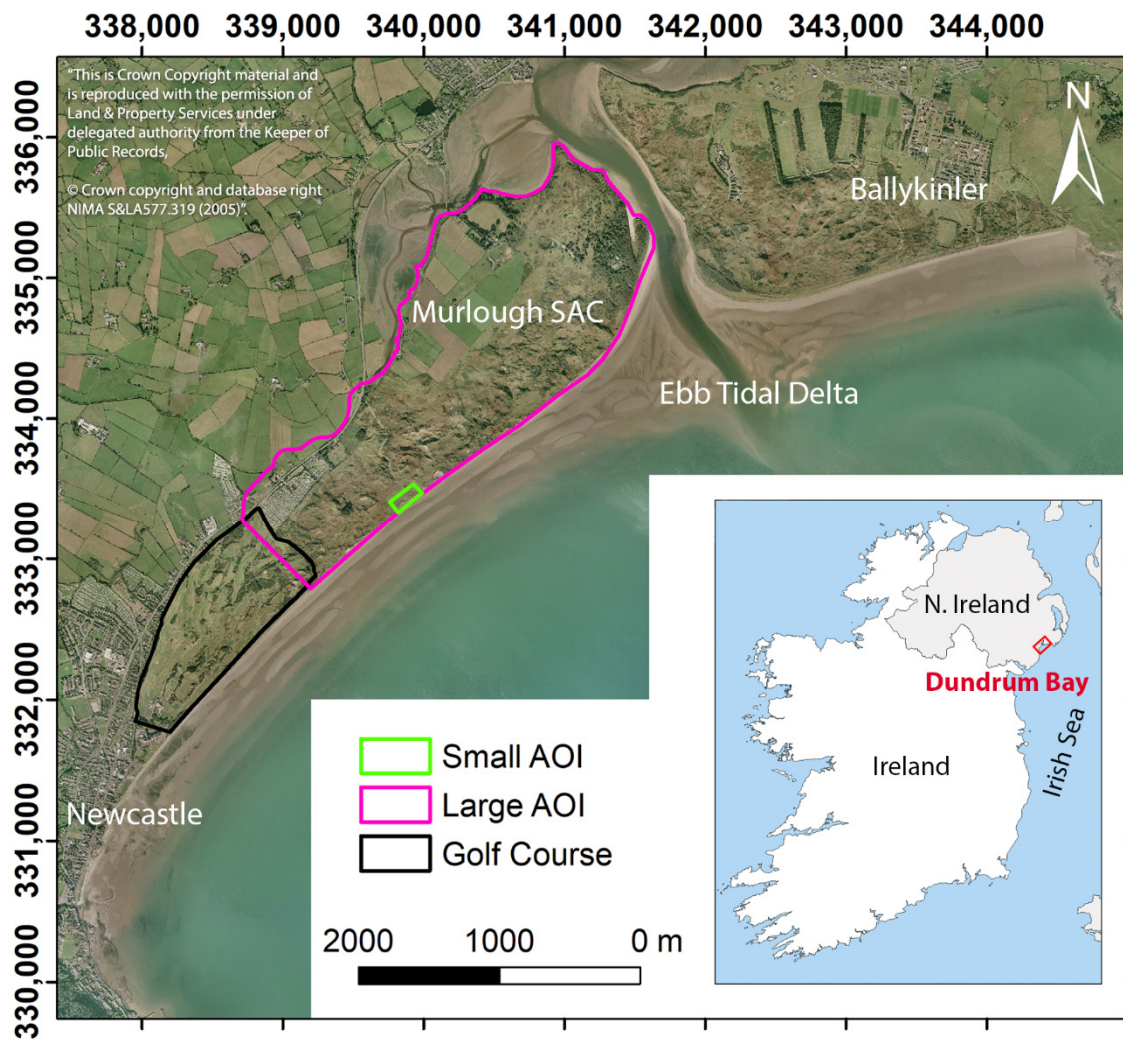 338,000 339,000 340,000 341,000 342,000 343,000 344,000
"This is Crown Copyright material and
is reproduced with the permission of
Land & Property Services under
delegated authority from the Keeper of
Public Records,
© Crown copyright and database right
NIMA S&LA577.319 (2005)".
N
336,000
335,000
334,000
333,000
332,000
331,000
330,000
Ballykinler
Murlough SAC
Ebb Tidal Delta
Newcastle
Small AOI
Large AOI
Golf Course
2000 1000 0 m
N. Ireland
Dundrum Bay
Irish Sea
Ireland